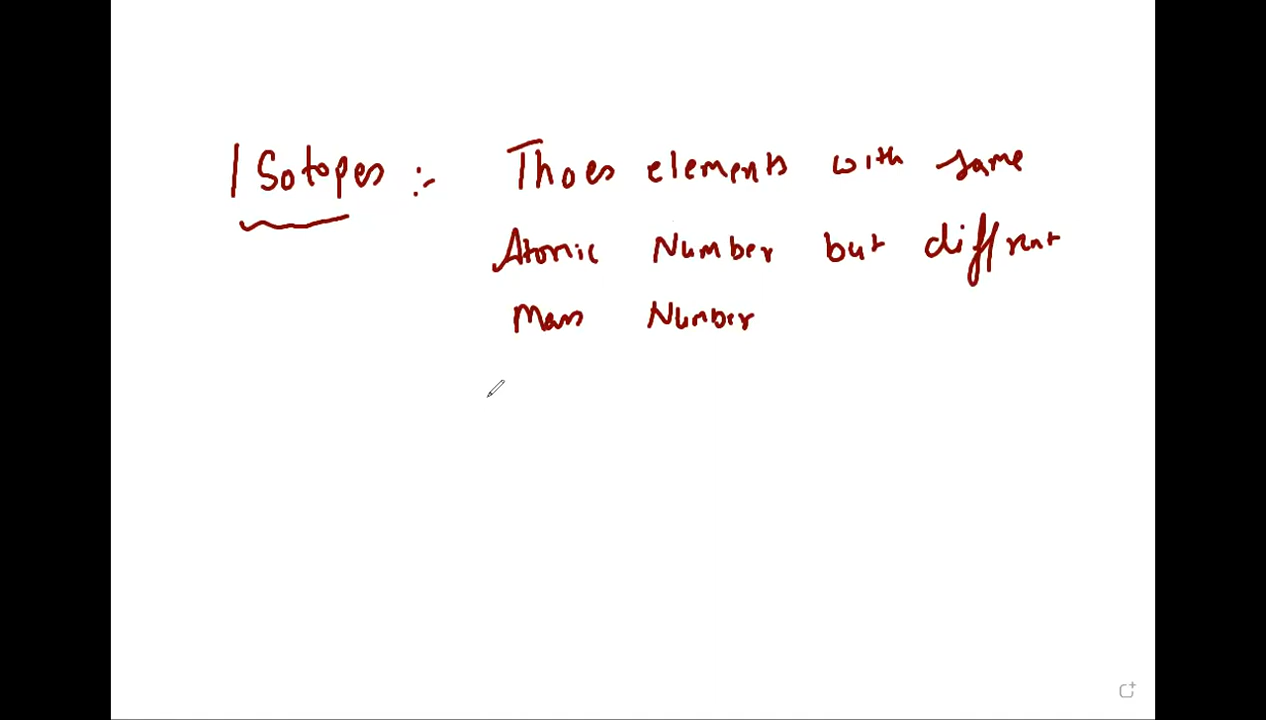 Isotopes :- Thoes elements with same
Atomic Number but diffrent
Mass Number